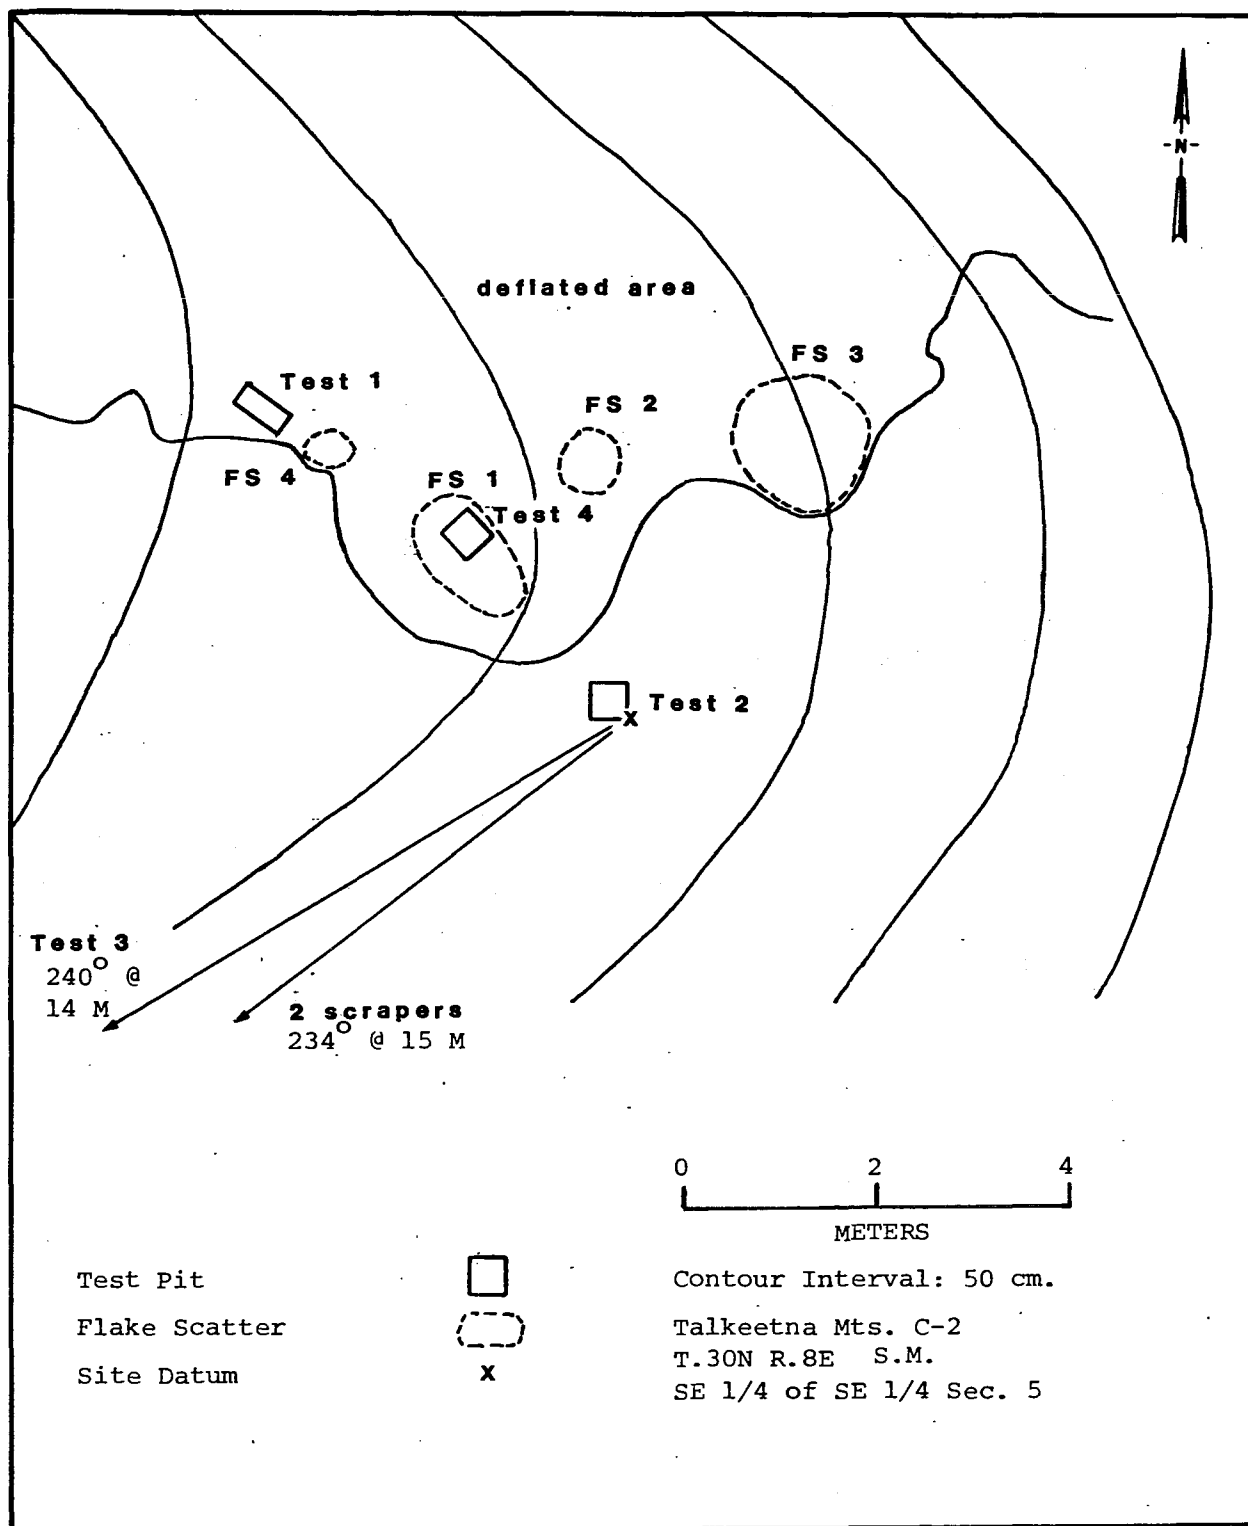 -N-
deflated area
FS 3
Test 1
FS 2
FS 4
FS 1
Test 4
X
Test 2
Test 3
240° @
14 M
2 scrapers
234° @ 15 M
0 2 4
METERS
Test Pit
Flake Scatter
Site Datum X
Contour Interval: 50 cm.
Talkeetna Mts. C-2
T.30N R.8E S.M.
SE 1/4 of SE 1/4 Sec. 5